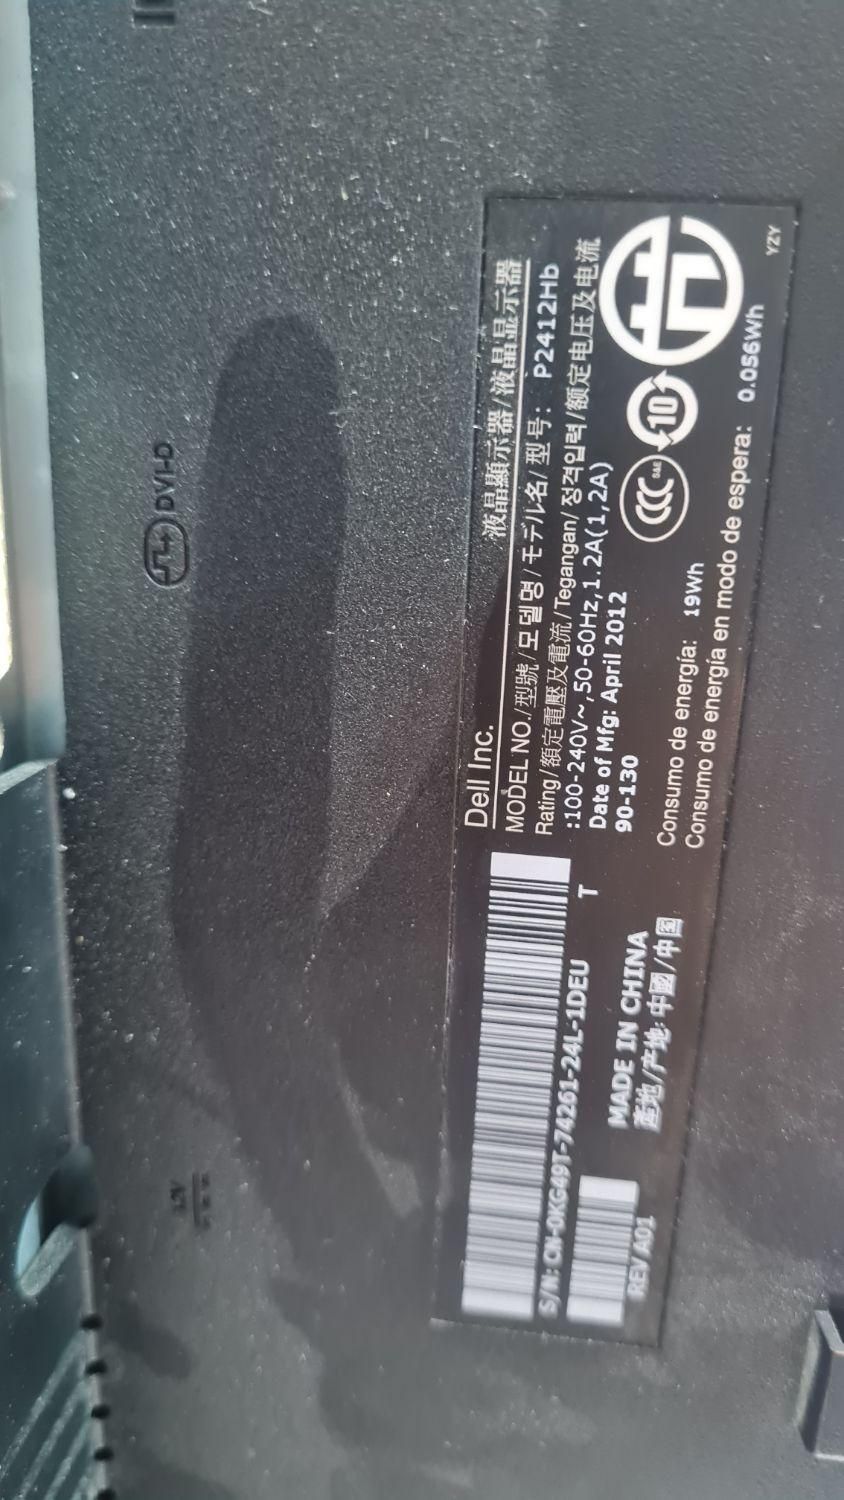 DVI-D
Dell Inc.
液晶顯示器/液晶显示器
MODEL NO./型號/모델명/モデル名/型号: P2412Hb
Rating/額定電壓及電流/Tegangan/정격입력/额定电压及电流
:100-240V~,50-60Hz,1.2A(1,2A)
Date of Mfg: April 2012
90-130
Consumo de energía: 19Wh
Consumo de energía en modo de espera: 0.056Wh
CCC
S&E
10
YZY
T
S/N: CN-0KG49T-74261-24L-1DEU
MADE IN CHINA
產地/产地: 中國/中国
REV A01